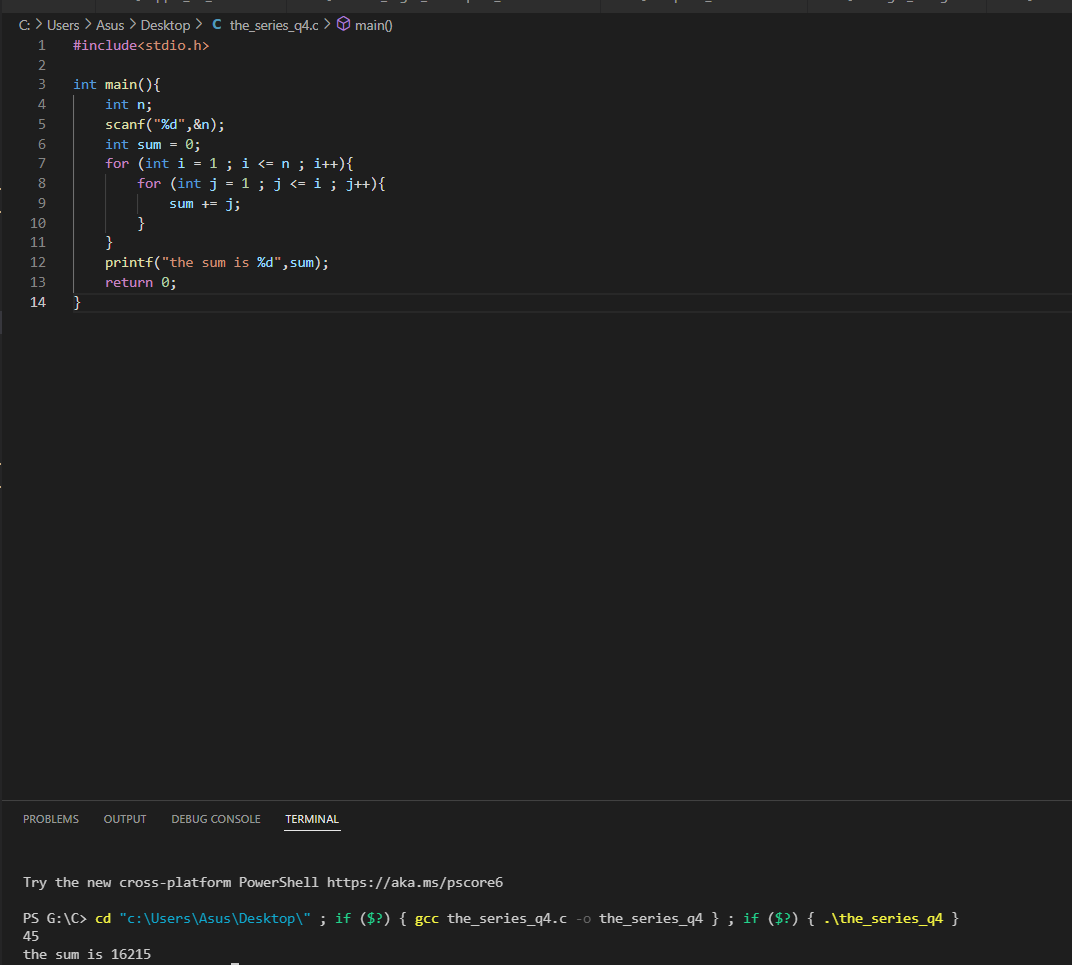 C: > Users > Asus > Desktop > C the_series_q4.c > main()
1 #include<stdio.h>
2
3 int main(){
4     int n;
5     scanf("%d",&n);
6     int sum = 0;
7     for (int i = 1 ; i <= n ; i++){
8         for (int j = 1 ; j <= i ; j++){
9             sum += j;
10         }
11     }
12     printf("the sum is %d",sum);
13     return 0;
14 }
PROBLEMS OUTPUT DEBUG CONSOLE TERMINAL
Try the new cross-platform PowerShell https://aka.ms/pscore6
PS G:\C> cd "c:\Users\Asus\Desktop\" ; if ($?) { gcc the_series_q4.c -o the_series_q4 } ; if ($?) { .\the_series_q4 }
45
the sum is 16215